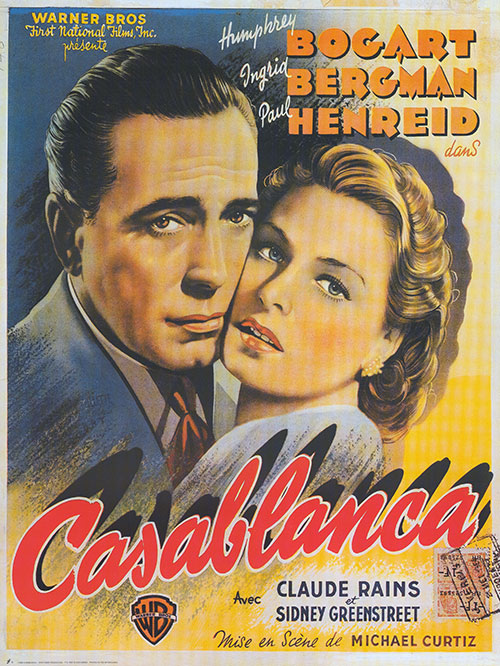 WARNER BROS
First National Films, Inc.
présente
Humphrey BOGART
Ingrid BERGMAN
Paul HENREID
dans
Casablanca
WB
Avec CLAUDE RAINS
et
SIDNEY GREENSTREET
Mise en Scène de MICHAEL CURTIZ